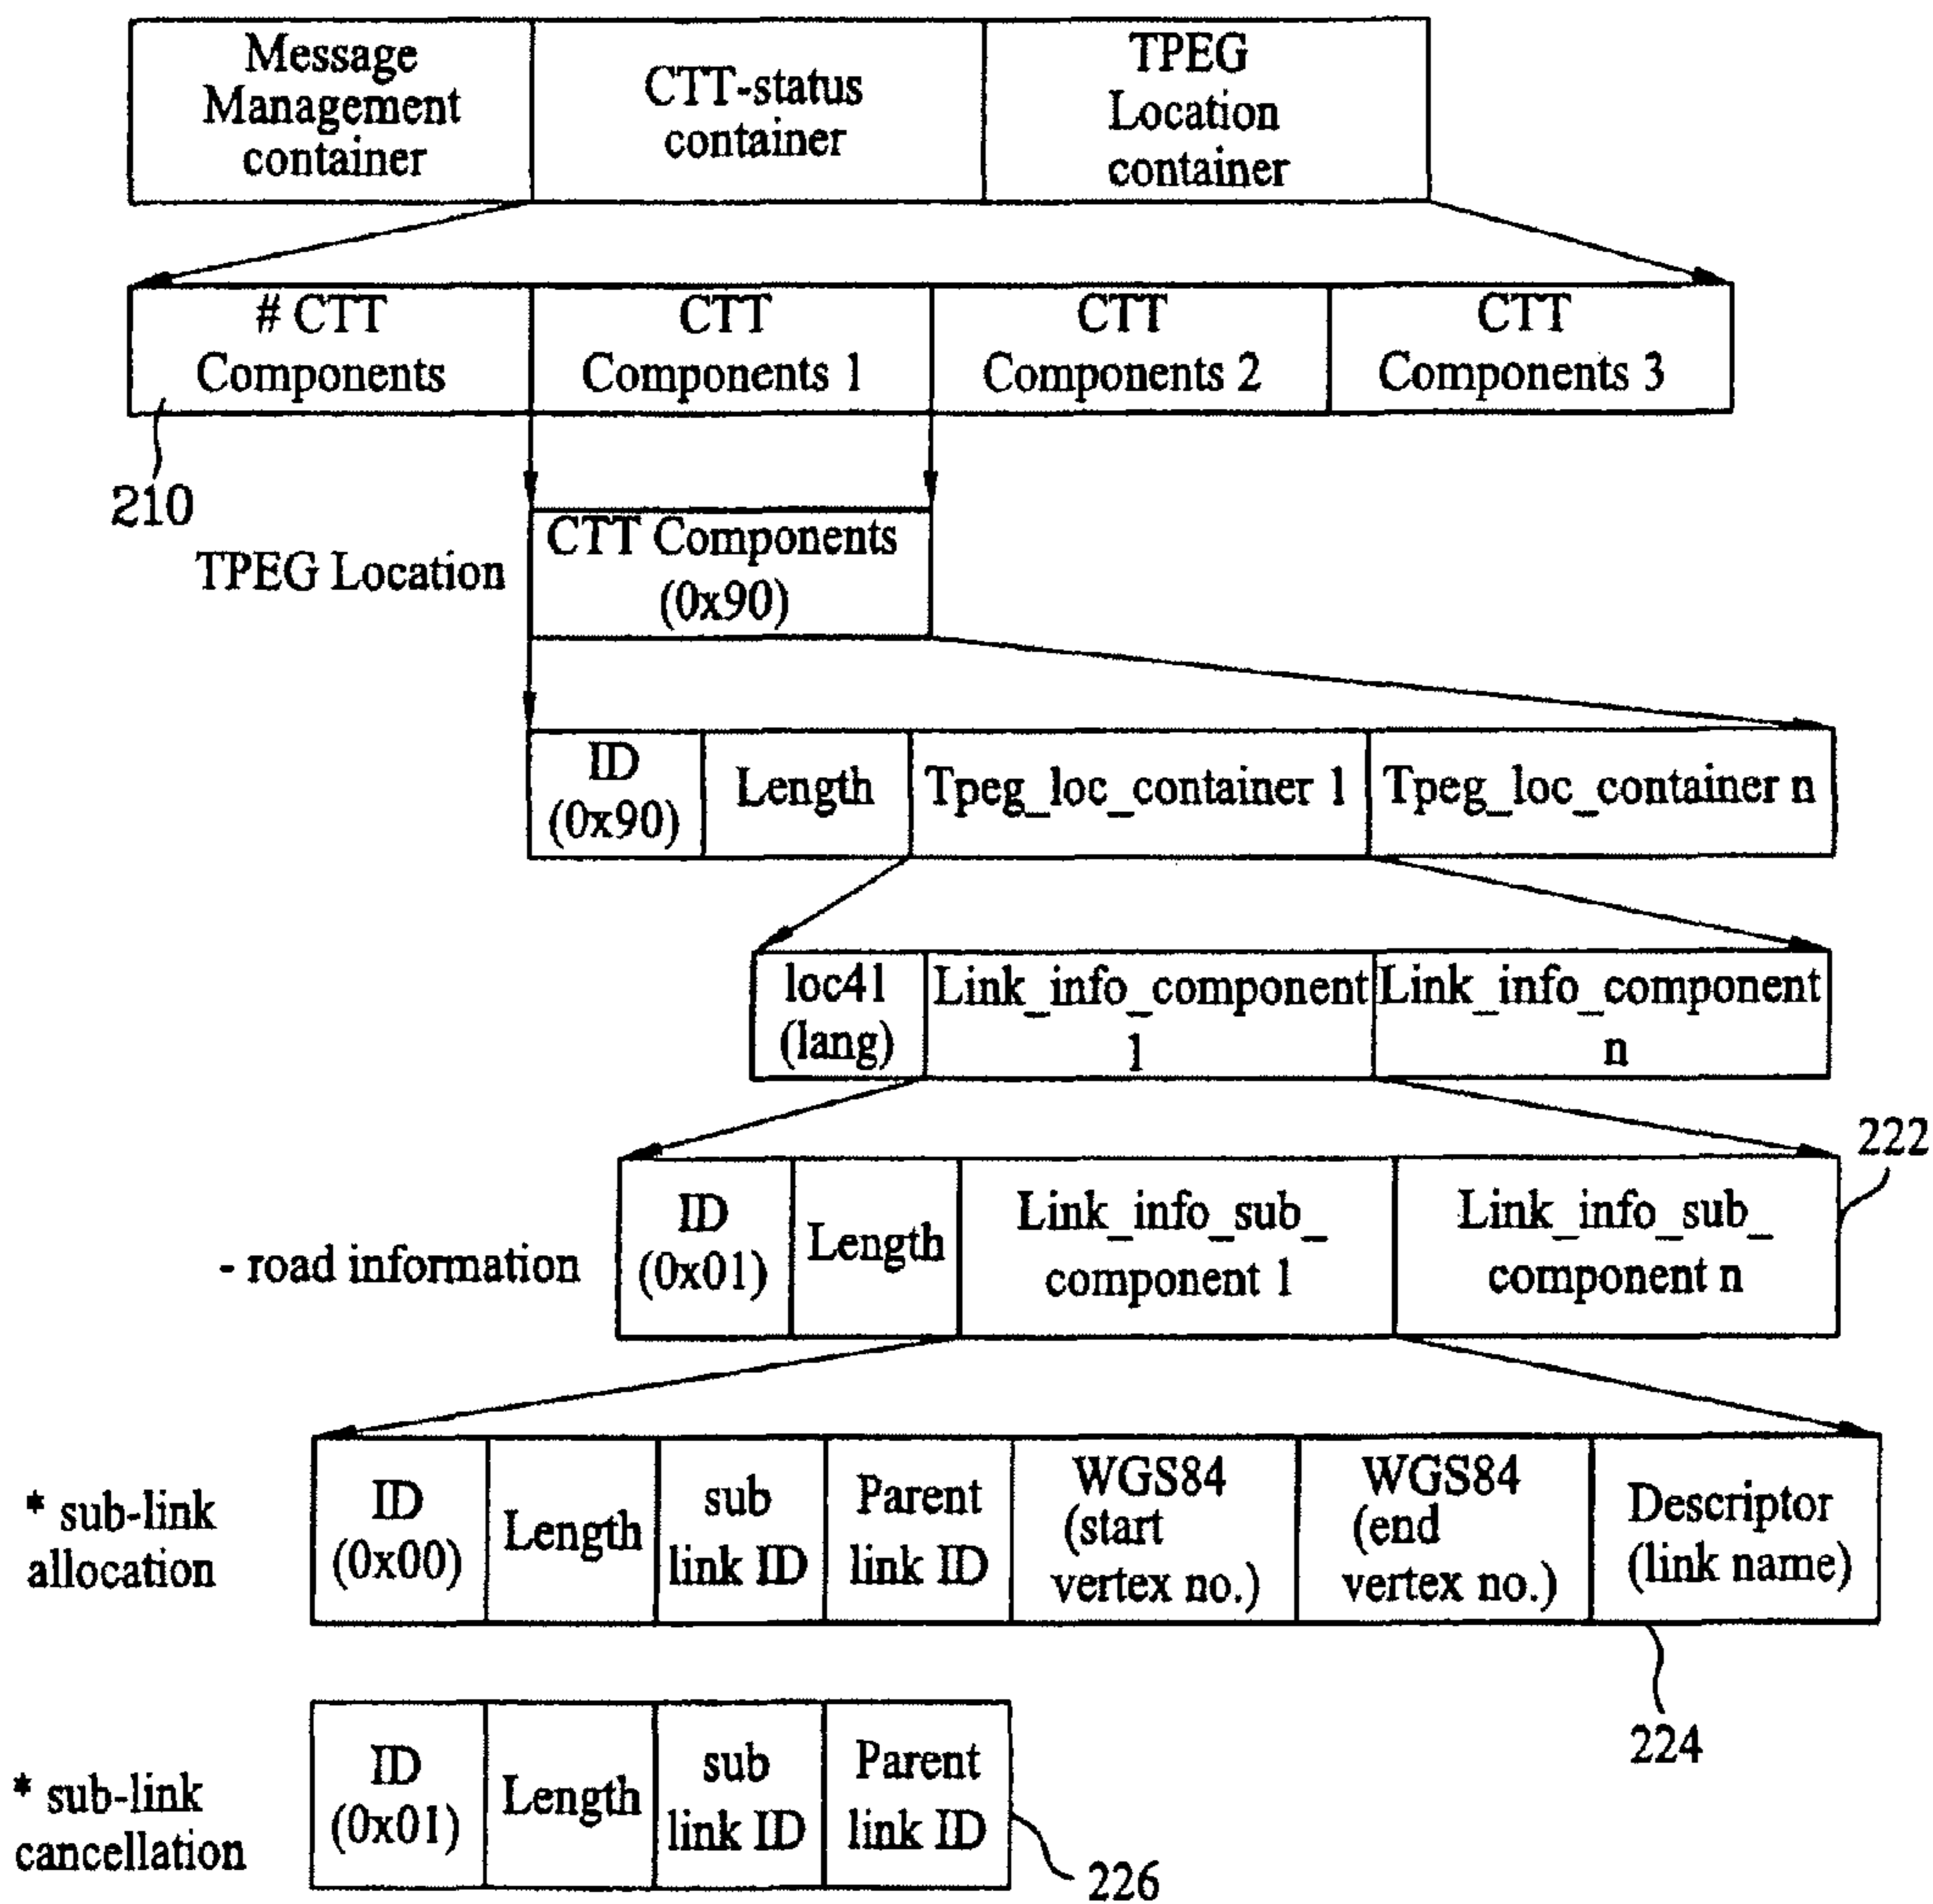 Message
Management
container
CTT-status
container
TPEG
Location
container
# CTT
Components
CTT
Components 1
CTT
Components 2
CTT
Components 3
210
TPEG Location
CTT Components
(0x90)
ID
(0x90)
Length
Tpeg_loc_container 1
Tpeg_loc_container n
loc41
(lang)
Link_info_component
1
Link_info_component
n
222
- road information
ID
(0x01)
Length
Link_info_sub_
component 1
Link_info_sub_
component n
* sub-link
allocation
ID
(0x00)
Length
sub
link ID
Parent
link ID
WGS84
(start
vertex no.)
WGS84
(end
vertex no.)
Descriptor
(link name)
224
* sub-link
cancellation
ID
(0x01)
Length
sub
link ID
Parent
link ID
226